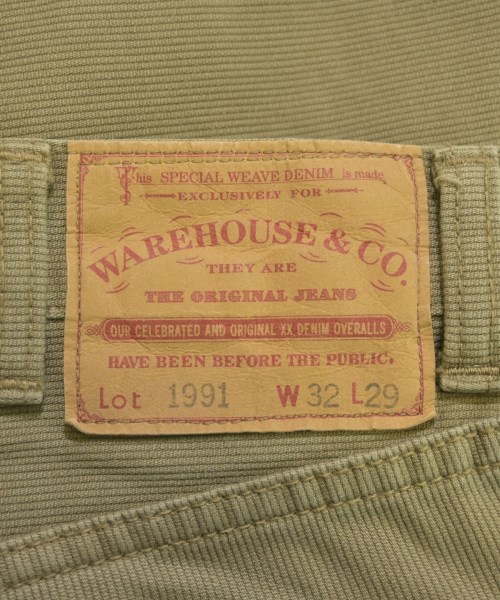 This SPECIAL WEAVE DENIM is made
EXCLUSIVELY FOR
WAREHOUSE & CO.
THEY ARE
THE ORIGINAL JEANS
OUR CELEBRATED AND ORIGINAL XX DENIM OVERALLS
HAVE BEEN BEFORE THE PUBLIC.
Lot 1991 W 32 L 29